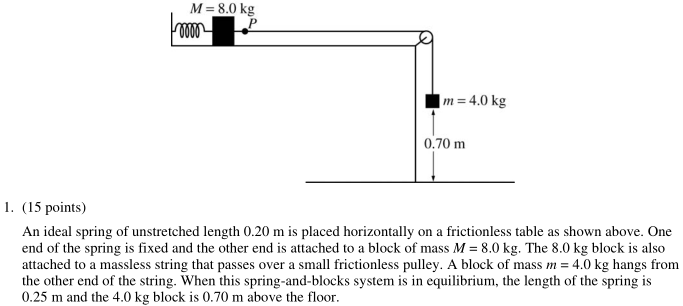 M = 8.0 kg
P
m = 4.0 kg
0.70 m
1. (15 points)
An ideal spring of unstretched length 0.20 m is placed horizontally on a frictionless table as shown above. One
end of the spring is fixed and the other end is attached to a block of mass M = 8.0 kg. The 8.0 kg block is also
attached to a massless string that passes over a small frictionless pulley. A block of mass m = 4.0 kg hangs from
the other end of the string. When this spring-and-blocks system is in equilibrium, the length of the spring is
0.25 m and the 4.0 kg block is 0.70 m above the floor.